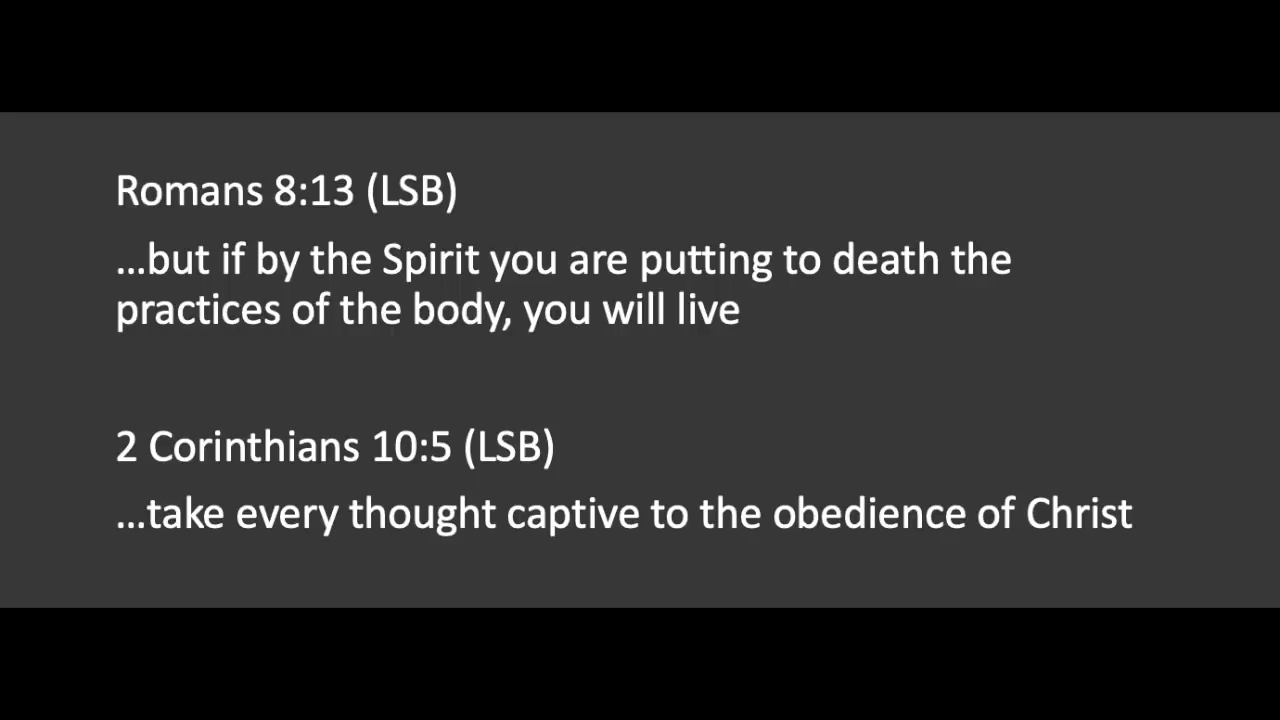 Romans 8:13 (LSB)
...but if by the Spirit you are putting to death the
practices of the body, you will live
2 Corinthians 10:5 (LSB)
...take every thought captive to the obedience of Christ